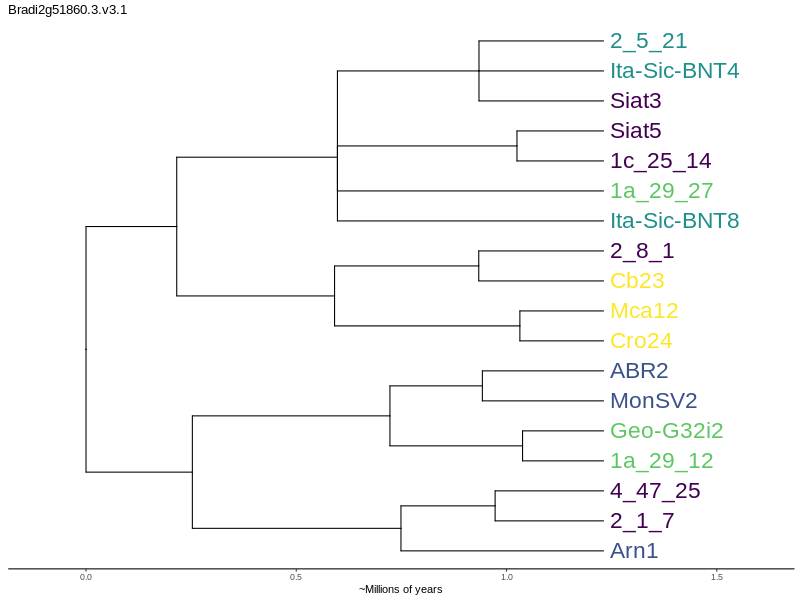 Bradi2g51860.3.v3.1
2_5_21
Ita-Sic-BNT4
Siat3
Siat5
1c_25_14
1a_29_27
Ita-Sic-BNT8
2_8_1
Cb23
Mca12
Cro24
ABR2
MonSV2
Geo-G32i2
1a_29_12
4_47_25
2_1_7
Arn1
0.0 0.5 1.0 1.5
~Millions of years